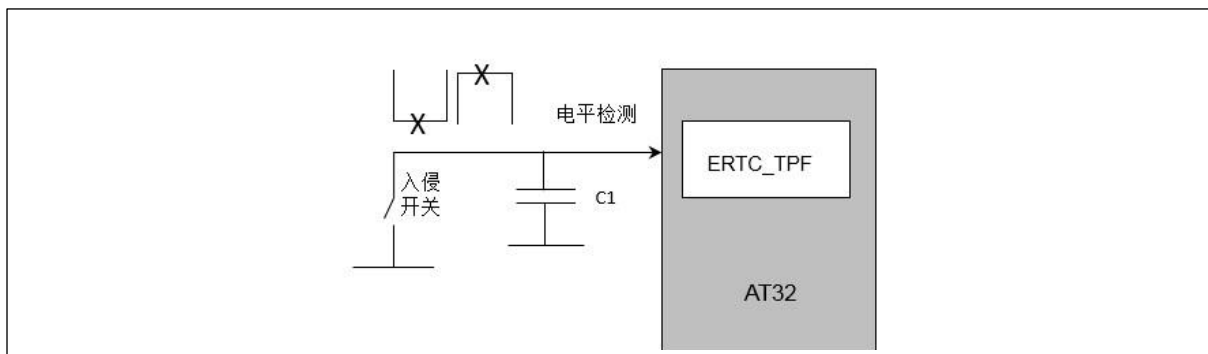 电平检测
ERTC_TPF
入侵
开关
C1
AT32